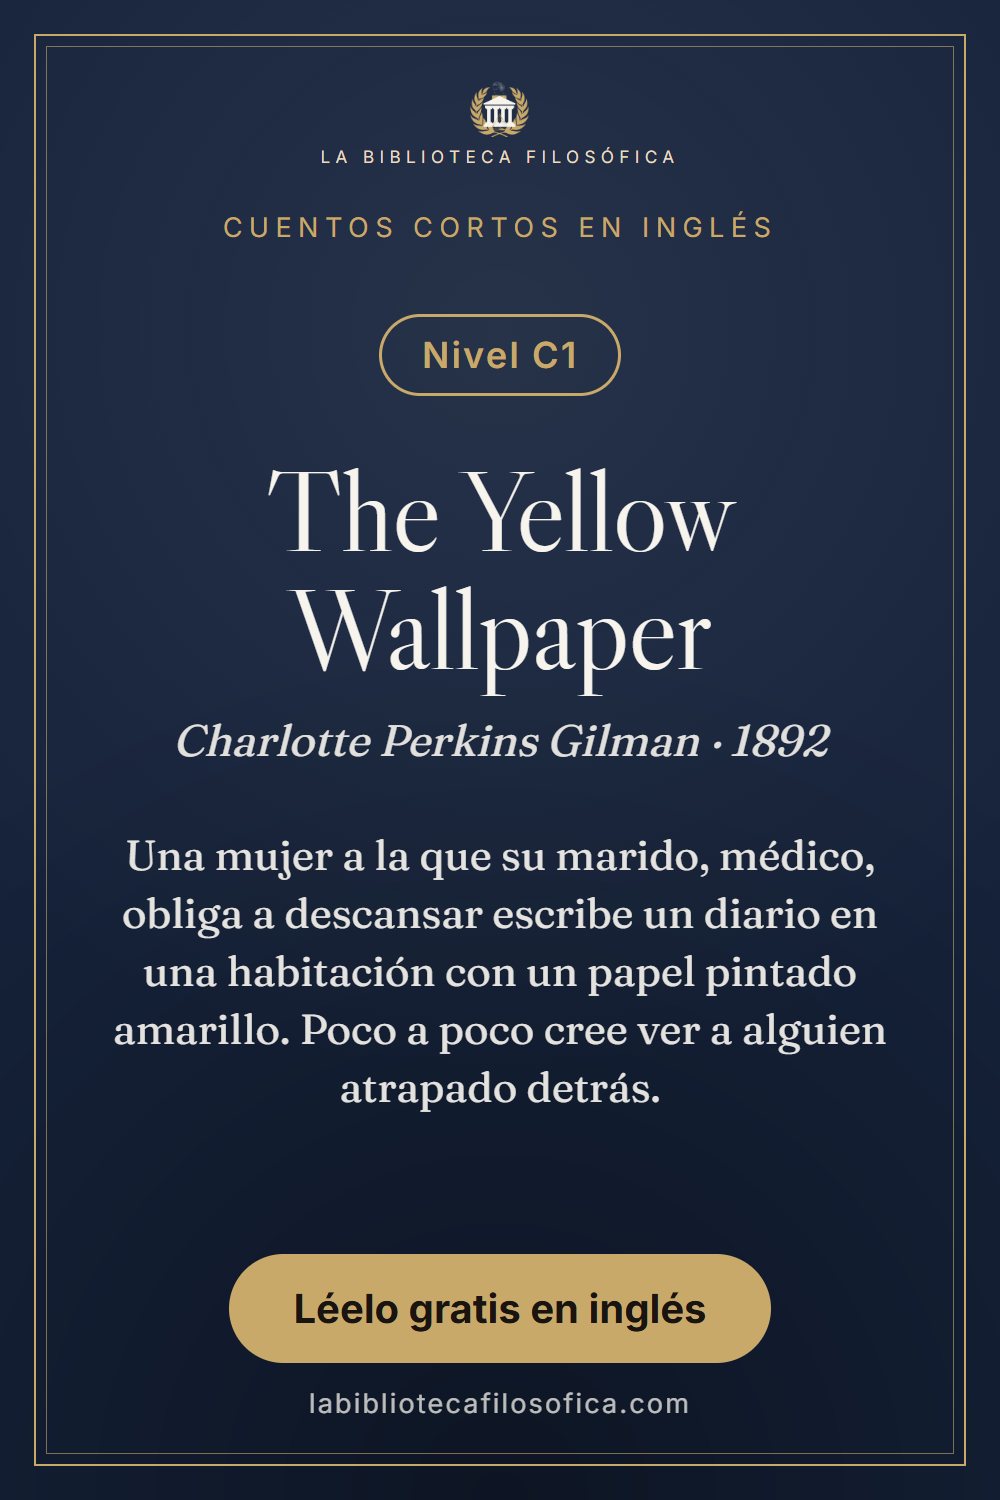 LA BIBLIOTECA FILOSÓFICA
CUENTOS CORTOS EN INGLÉS
Nivel C1
The Yellow
Wallpaper
Charlotte Perkins Gilman · 1892
Una mujer a la que su marido, médico,
obliga a descansar escribe un diario en
una habitación con un papel pintado
amarillo. Poco a poco cree ver a alguien
atrapado detrás.
Léelo gratis en inglés
labibliotecafilosofica.com